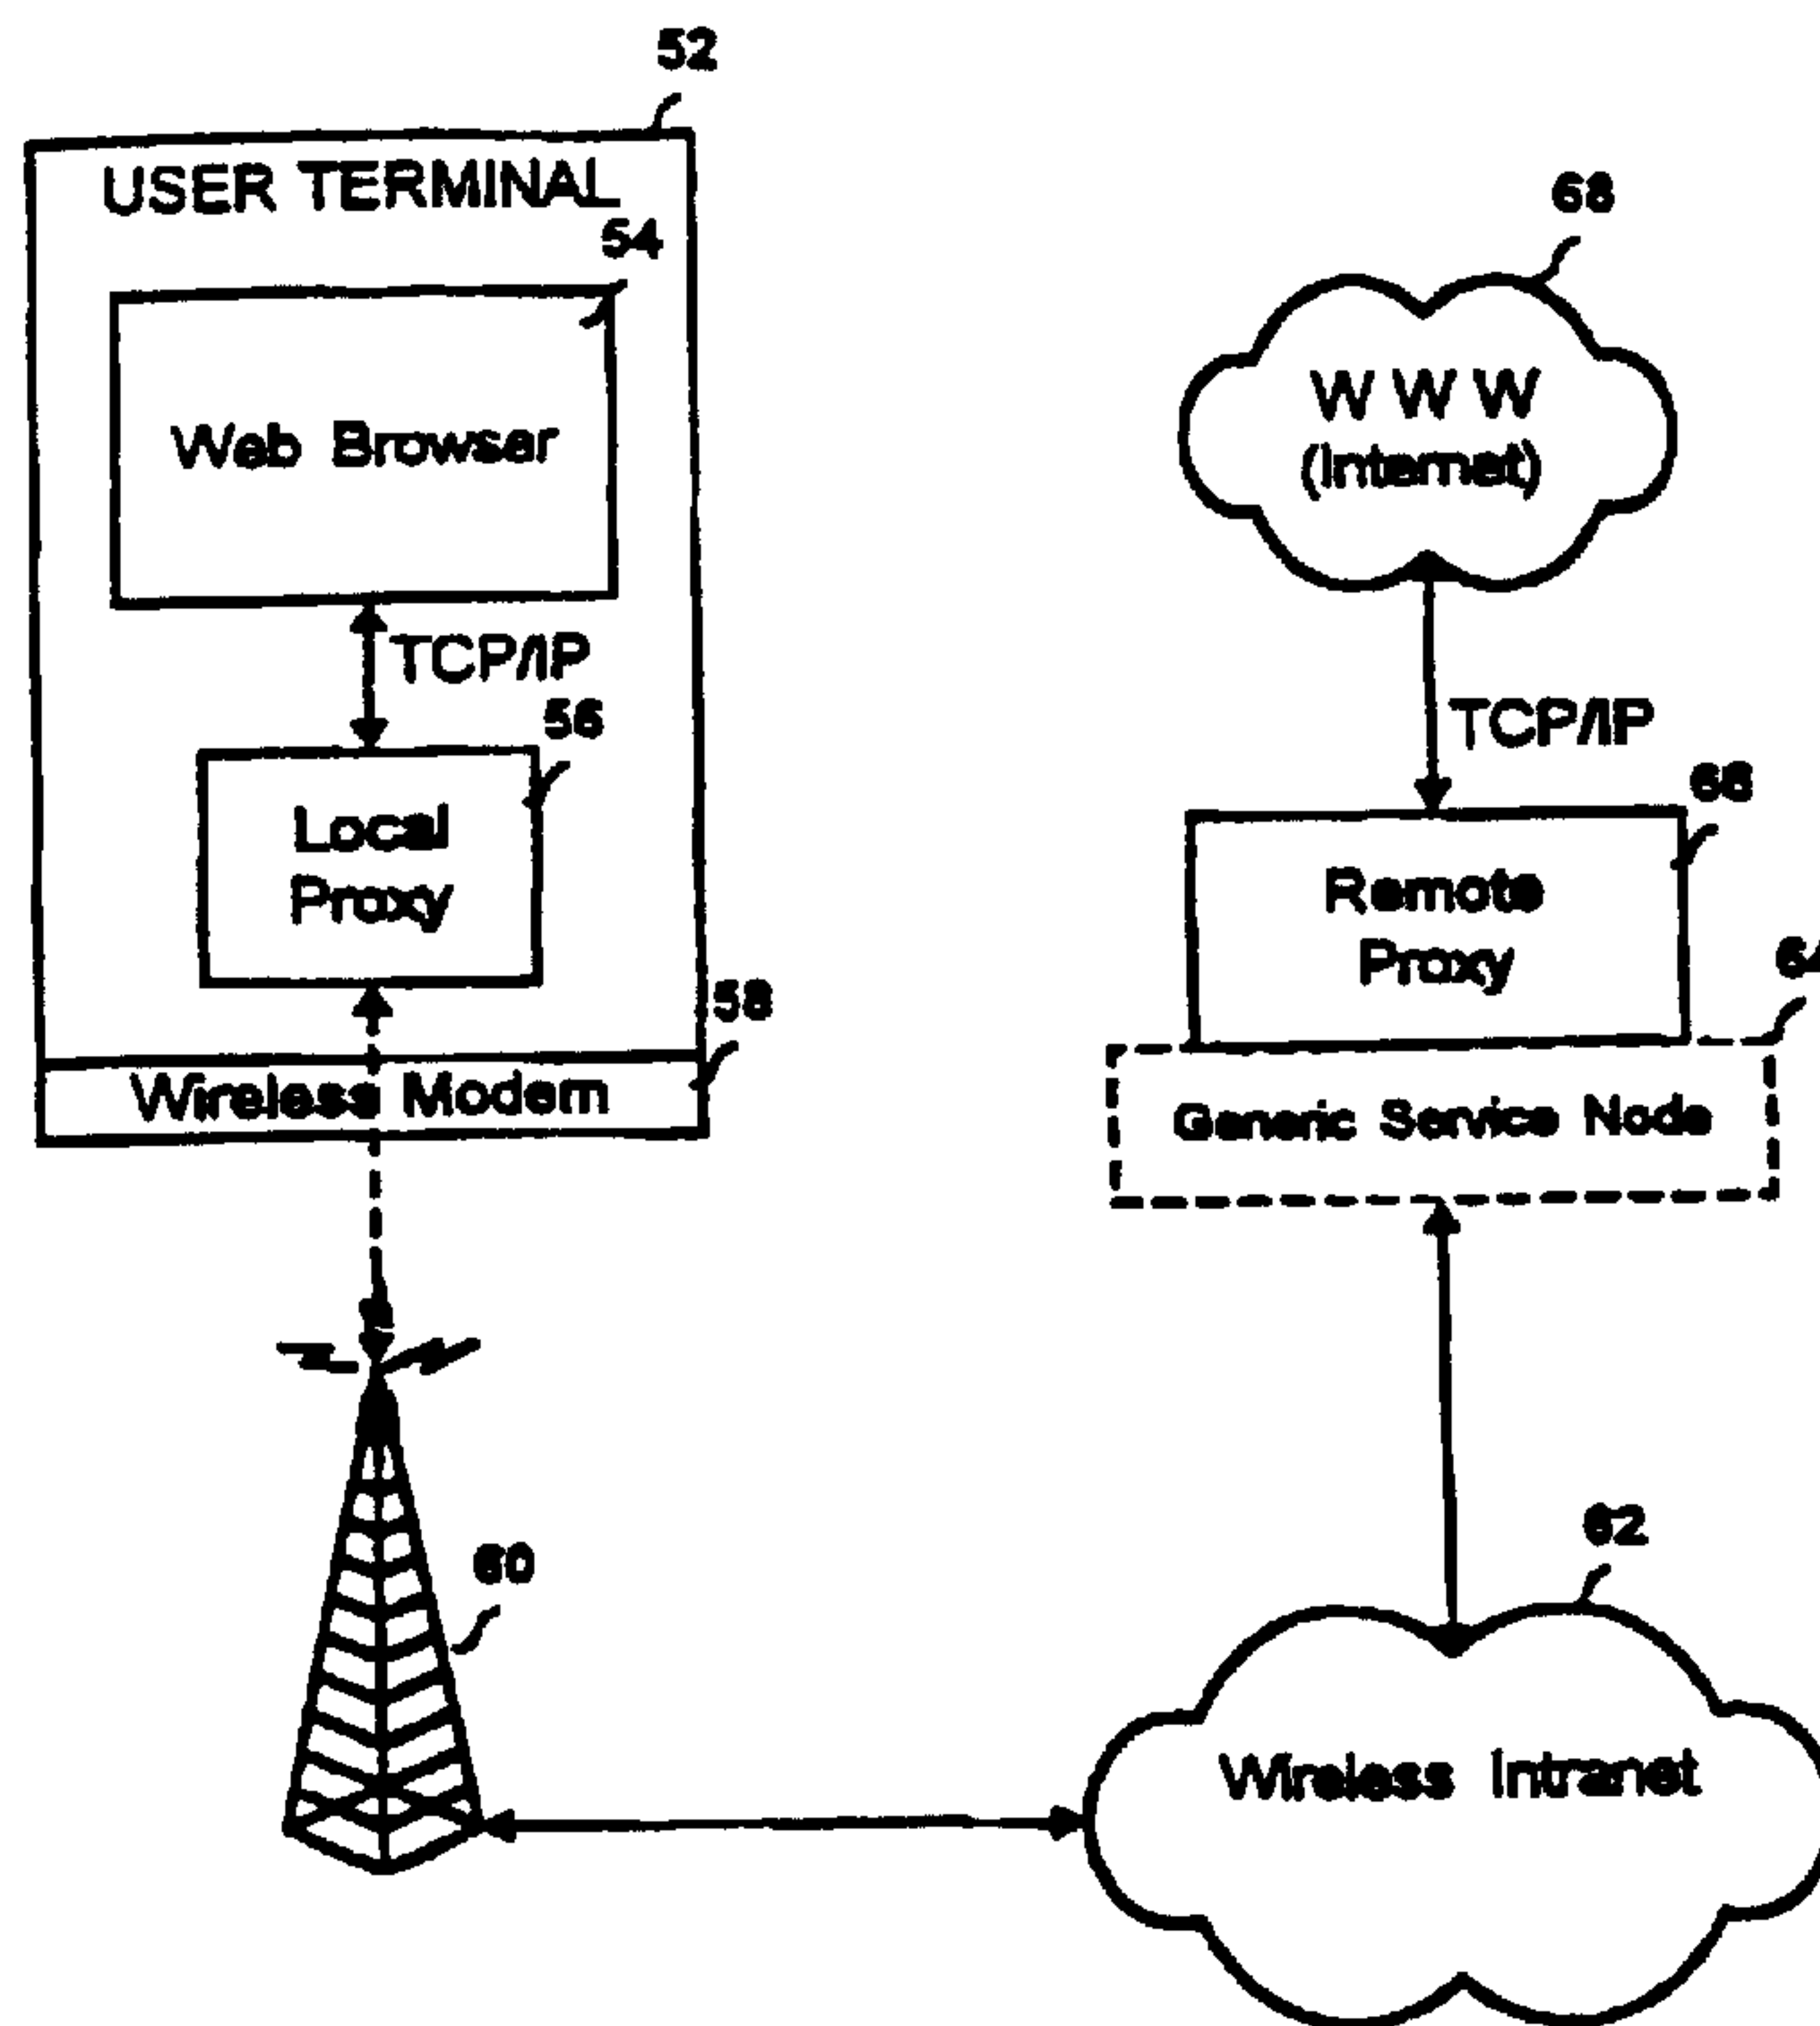 52
USER TERMINAL
54
Web Browser
TCP/IP
56
Local
Proxy
58
Wireless Modem
60
68
W W W
(Internet)
TCP/IP
66
Remote
Proxy
64
Generic Service Node
62
Wireless Intranet